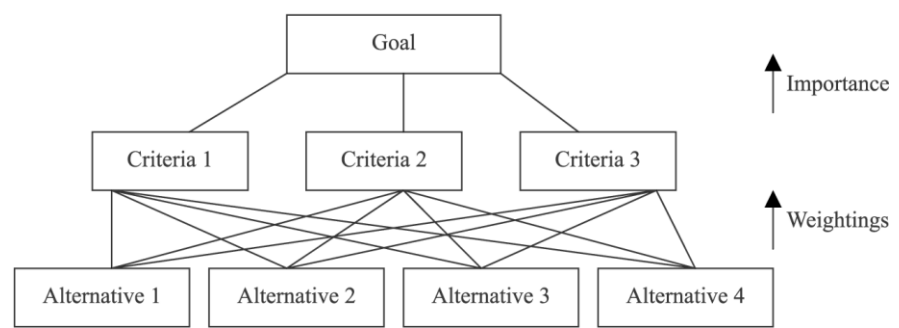 Goal
Importance
Criteria 1
Criteria 2
Criteria 3
Weightings
Alternative 1
Alternative 2
Alternative 3
Alternative 4